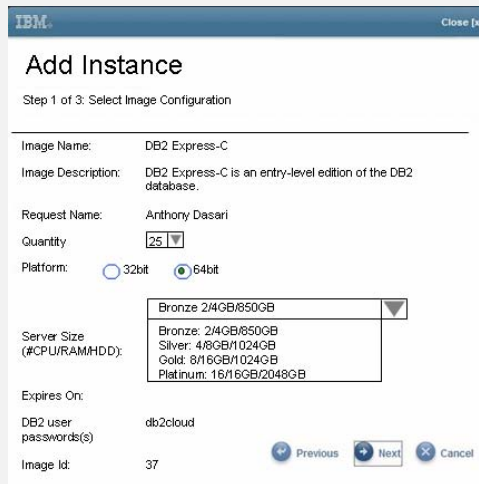 IBM.
Close [x
Add Instance
Step 1 of 3: Select Image Configuration
Image Name: DB2 Express-C
Image Description: DB2 Express-C is an entry-level edition of the DB2
database.
Request Name: Anthony Dasari
Quantity 25
Platform: 32bit 64bit
Bronze 2/4GB/850GB
Server Size
(#CPU/RAM/HDD):
Bronze: 2/4GB/850GB
Silver: 4/8GB/1024GB
Gold: 8/16GB/1024GB
Platinum: 16/16GB/2048GB
Expires On:
DB2 user
passwords(s)
db2cloud
Image Id: 37
Previous Next Cancel